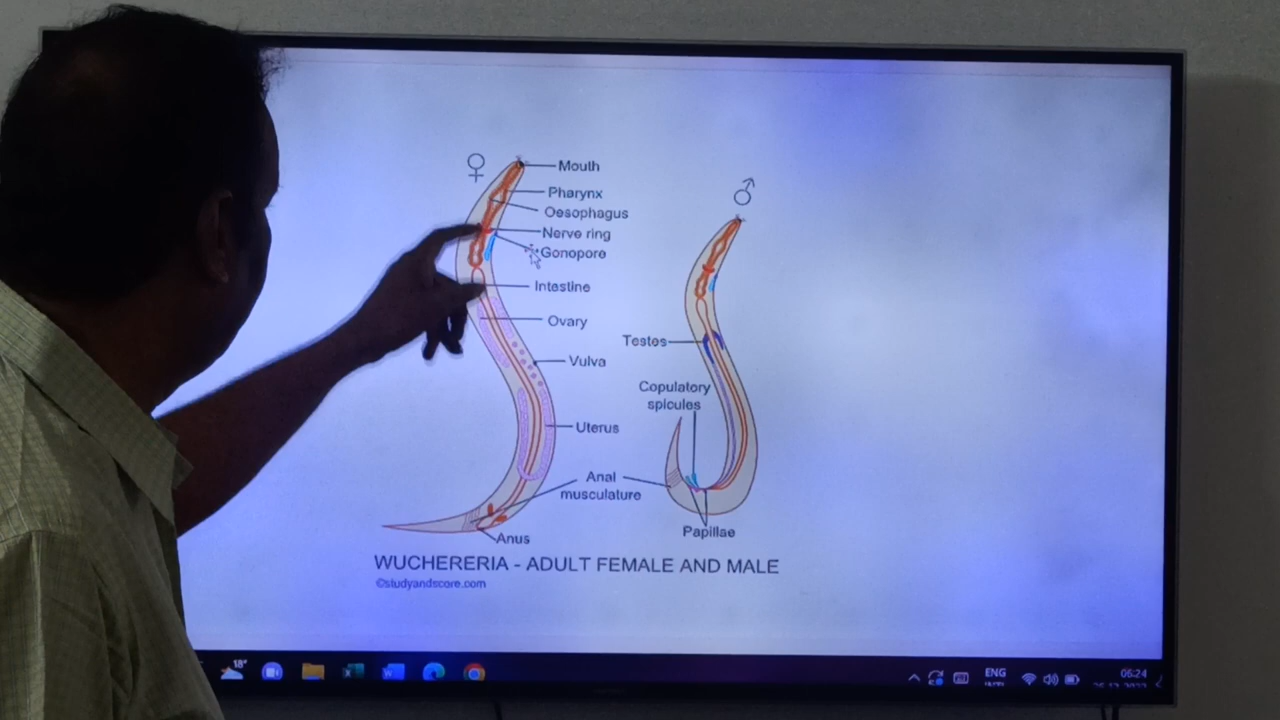 ♀
Mouth
Pharynx
Oesophagus
Nerve ring
Gonopore
Intestine
Ovary
Vulva
Uterus
Anal
musculature
Anus
♂
Testes
Copulatory
spicules
Papillae
WUCHERERIA - ADULT FEMALE AND MALE
©studyandscore.com
18°
ENG
06:24